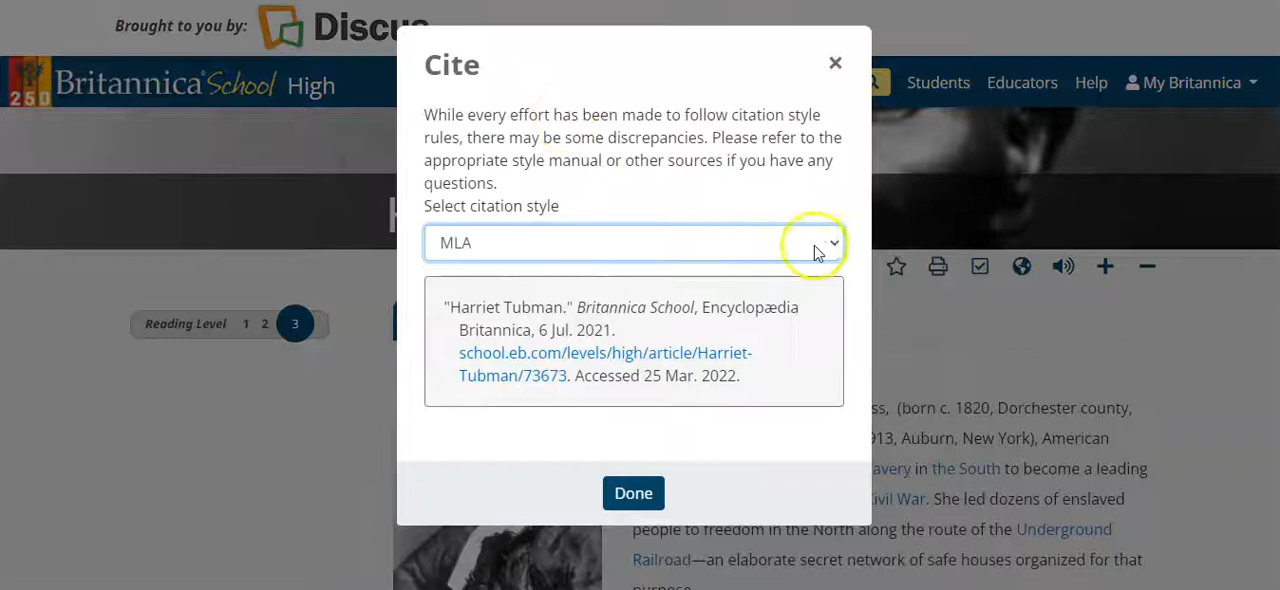 Brought to you by:
Discus
250
Britannica School High
Students
Educators
Help
My Britannica
Cite
×
While every effort has been made to follow citation style
rules, there may be some discrepancies. Please refer to the
appropriate style manual or other sources if you have any
questions.
Select citation style
MLA
"Harriet Tubman." Britannica School, Encyclopædia
Britannica, 6 Jul. 2021.
school.eb.com/levels/high/article/Harriet-
Tubman/73673. Accessed 25 Mar. 2022.
Done
Reading Level 1 2 3
ss, (born c. 1820, Dorchester county,
913, Auburn, New York), American
avery in the South to become a leading
ivil War. She led dozens of enslaved
people to freedom in the North along the route of the Underground
Railroad—an elaborate secret network of safe houses organized for that
purpose.